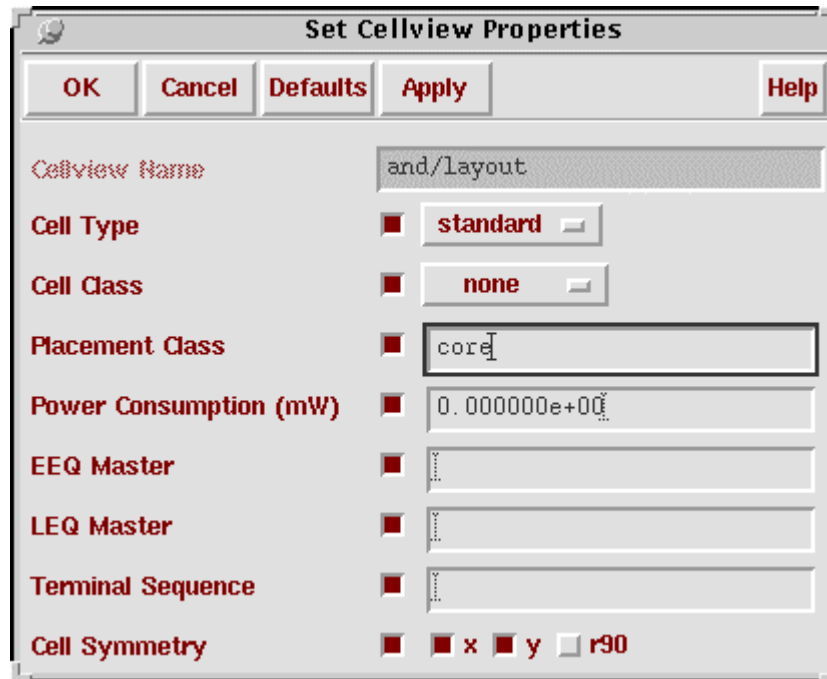 Set Cellview Properties
OK Cancel Defaults Apply Help
Cellview Name and/layout
Cell Type standard
Cell Class none
Placement Class core
Power Consumption (mW) 0.000000e+00
EEQ Master
LEQ Master
Terminal Sequence
Cell Symmetry x y r90